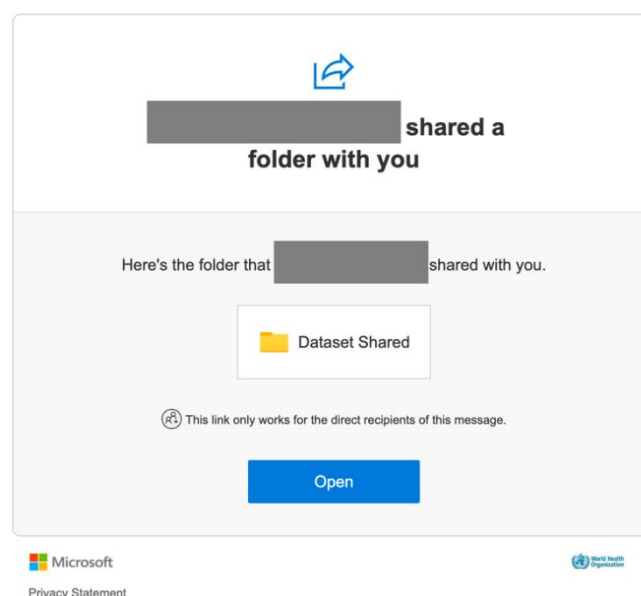 shared a
folder with you
Here's the folder that shared with you.
Dataset Shared
This link only works for the direct recipients of this message.
Open
Microsoft
World Health
Organization
Privacy Statement